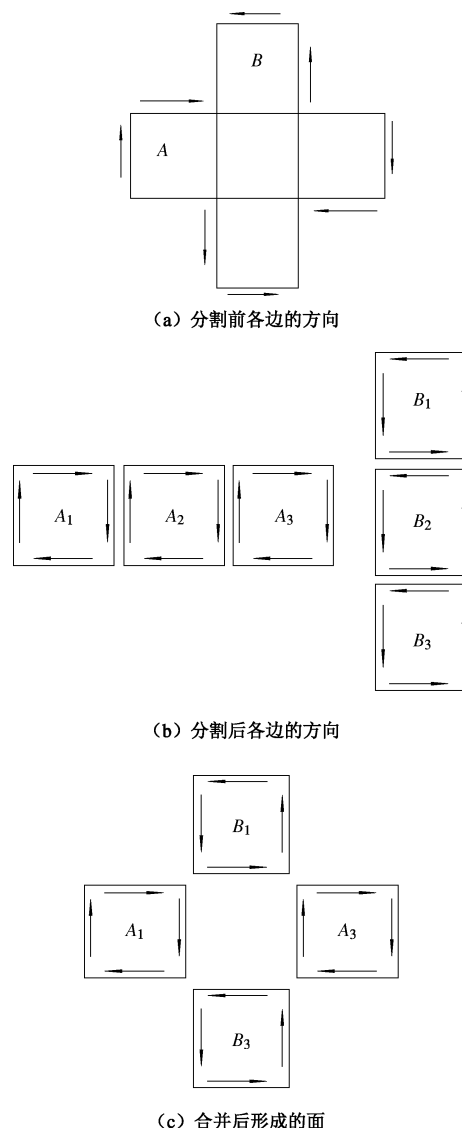 B
A
（a）分割前各边的方向
B1
A1 A2 A3 B2
B3
（b）分割后各边的方向
B1
A1 A3
B3
（c）合并后形成的面